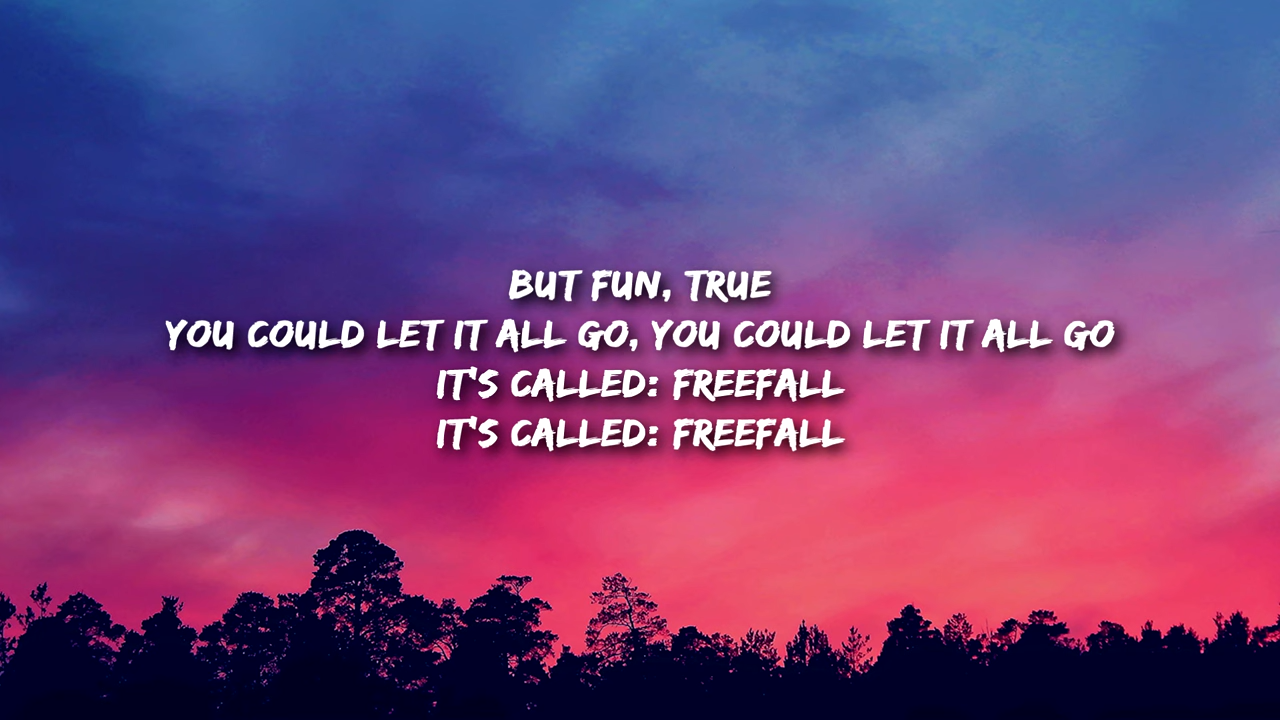 BUT FUN, TRUE
YOU COULD LET IT ALL GO, YOU COULD LET IT ALL GO
IT'S CALLED: FREEFALL
IT'S CALLED: FREEFALL